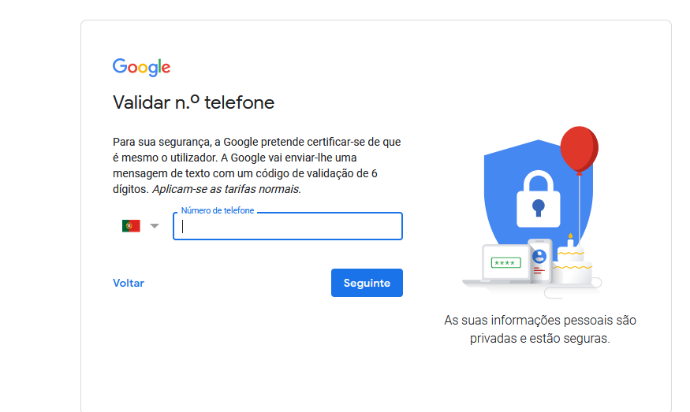 Google
Validar n.º telefone
Para sua segurança, a Google pretende certificar-se de que
é mesmo o utilizador. A Google vai enviar-lhe uma
mensagem de texto com um código de validação de 6
dígitos. Aplicam-se as tarifas normais.
Número de telefone
Voltar
Seguinte
****
As suas informações pessoais são
privadas e estão seguras.